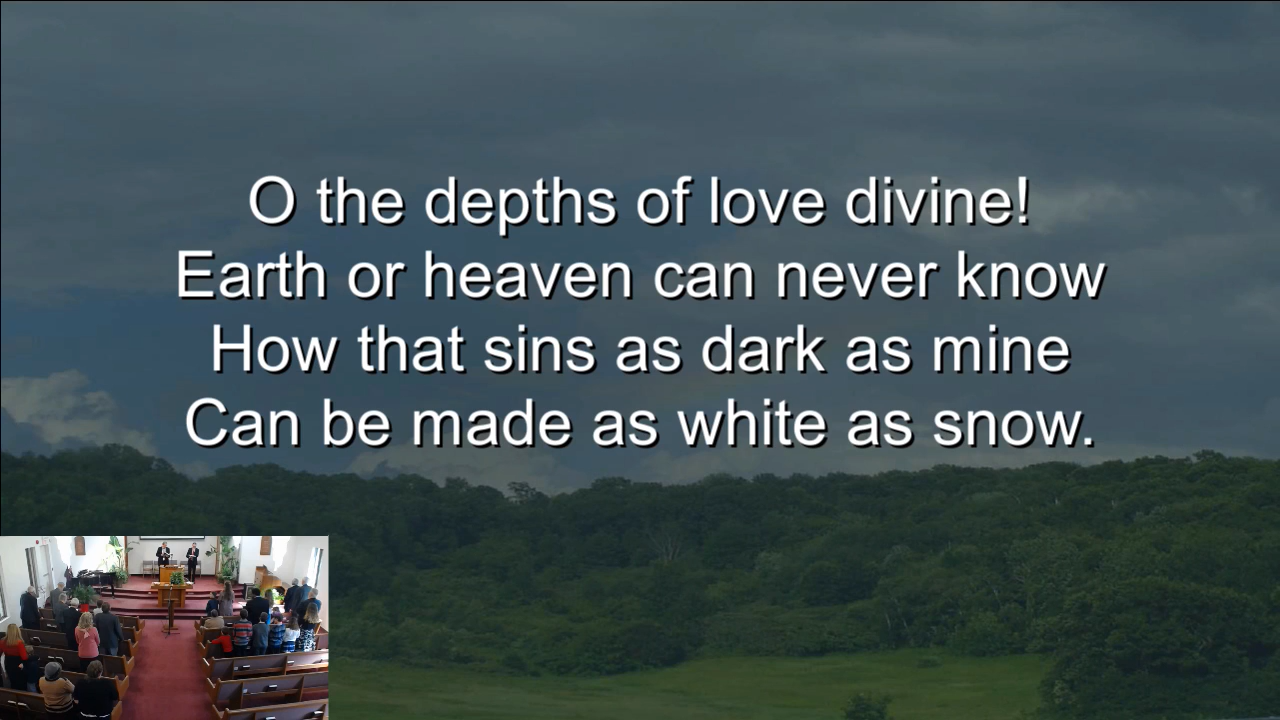 O the depths of love divine!
Earth or heaven can never know
How that sins as dark as mine
Can be made as white as snow.